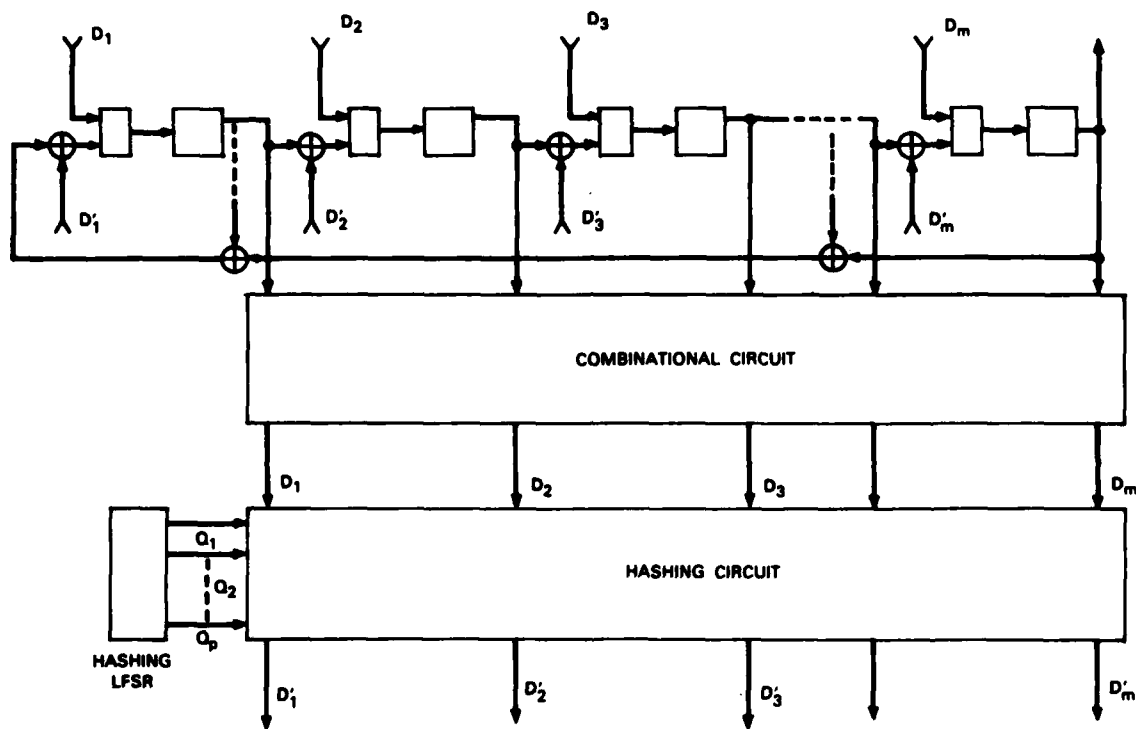 D1 D2 D3 Dm
D'1 D'2 D'3 D'm
COMBINATIONAL CIRCUIT
D1 D2 D3 Dm
Q1
Q2
Qp
HASHING CIRCUIT
HASHING
LFSR
D'1 D'2 D'3 D'm